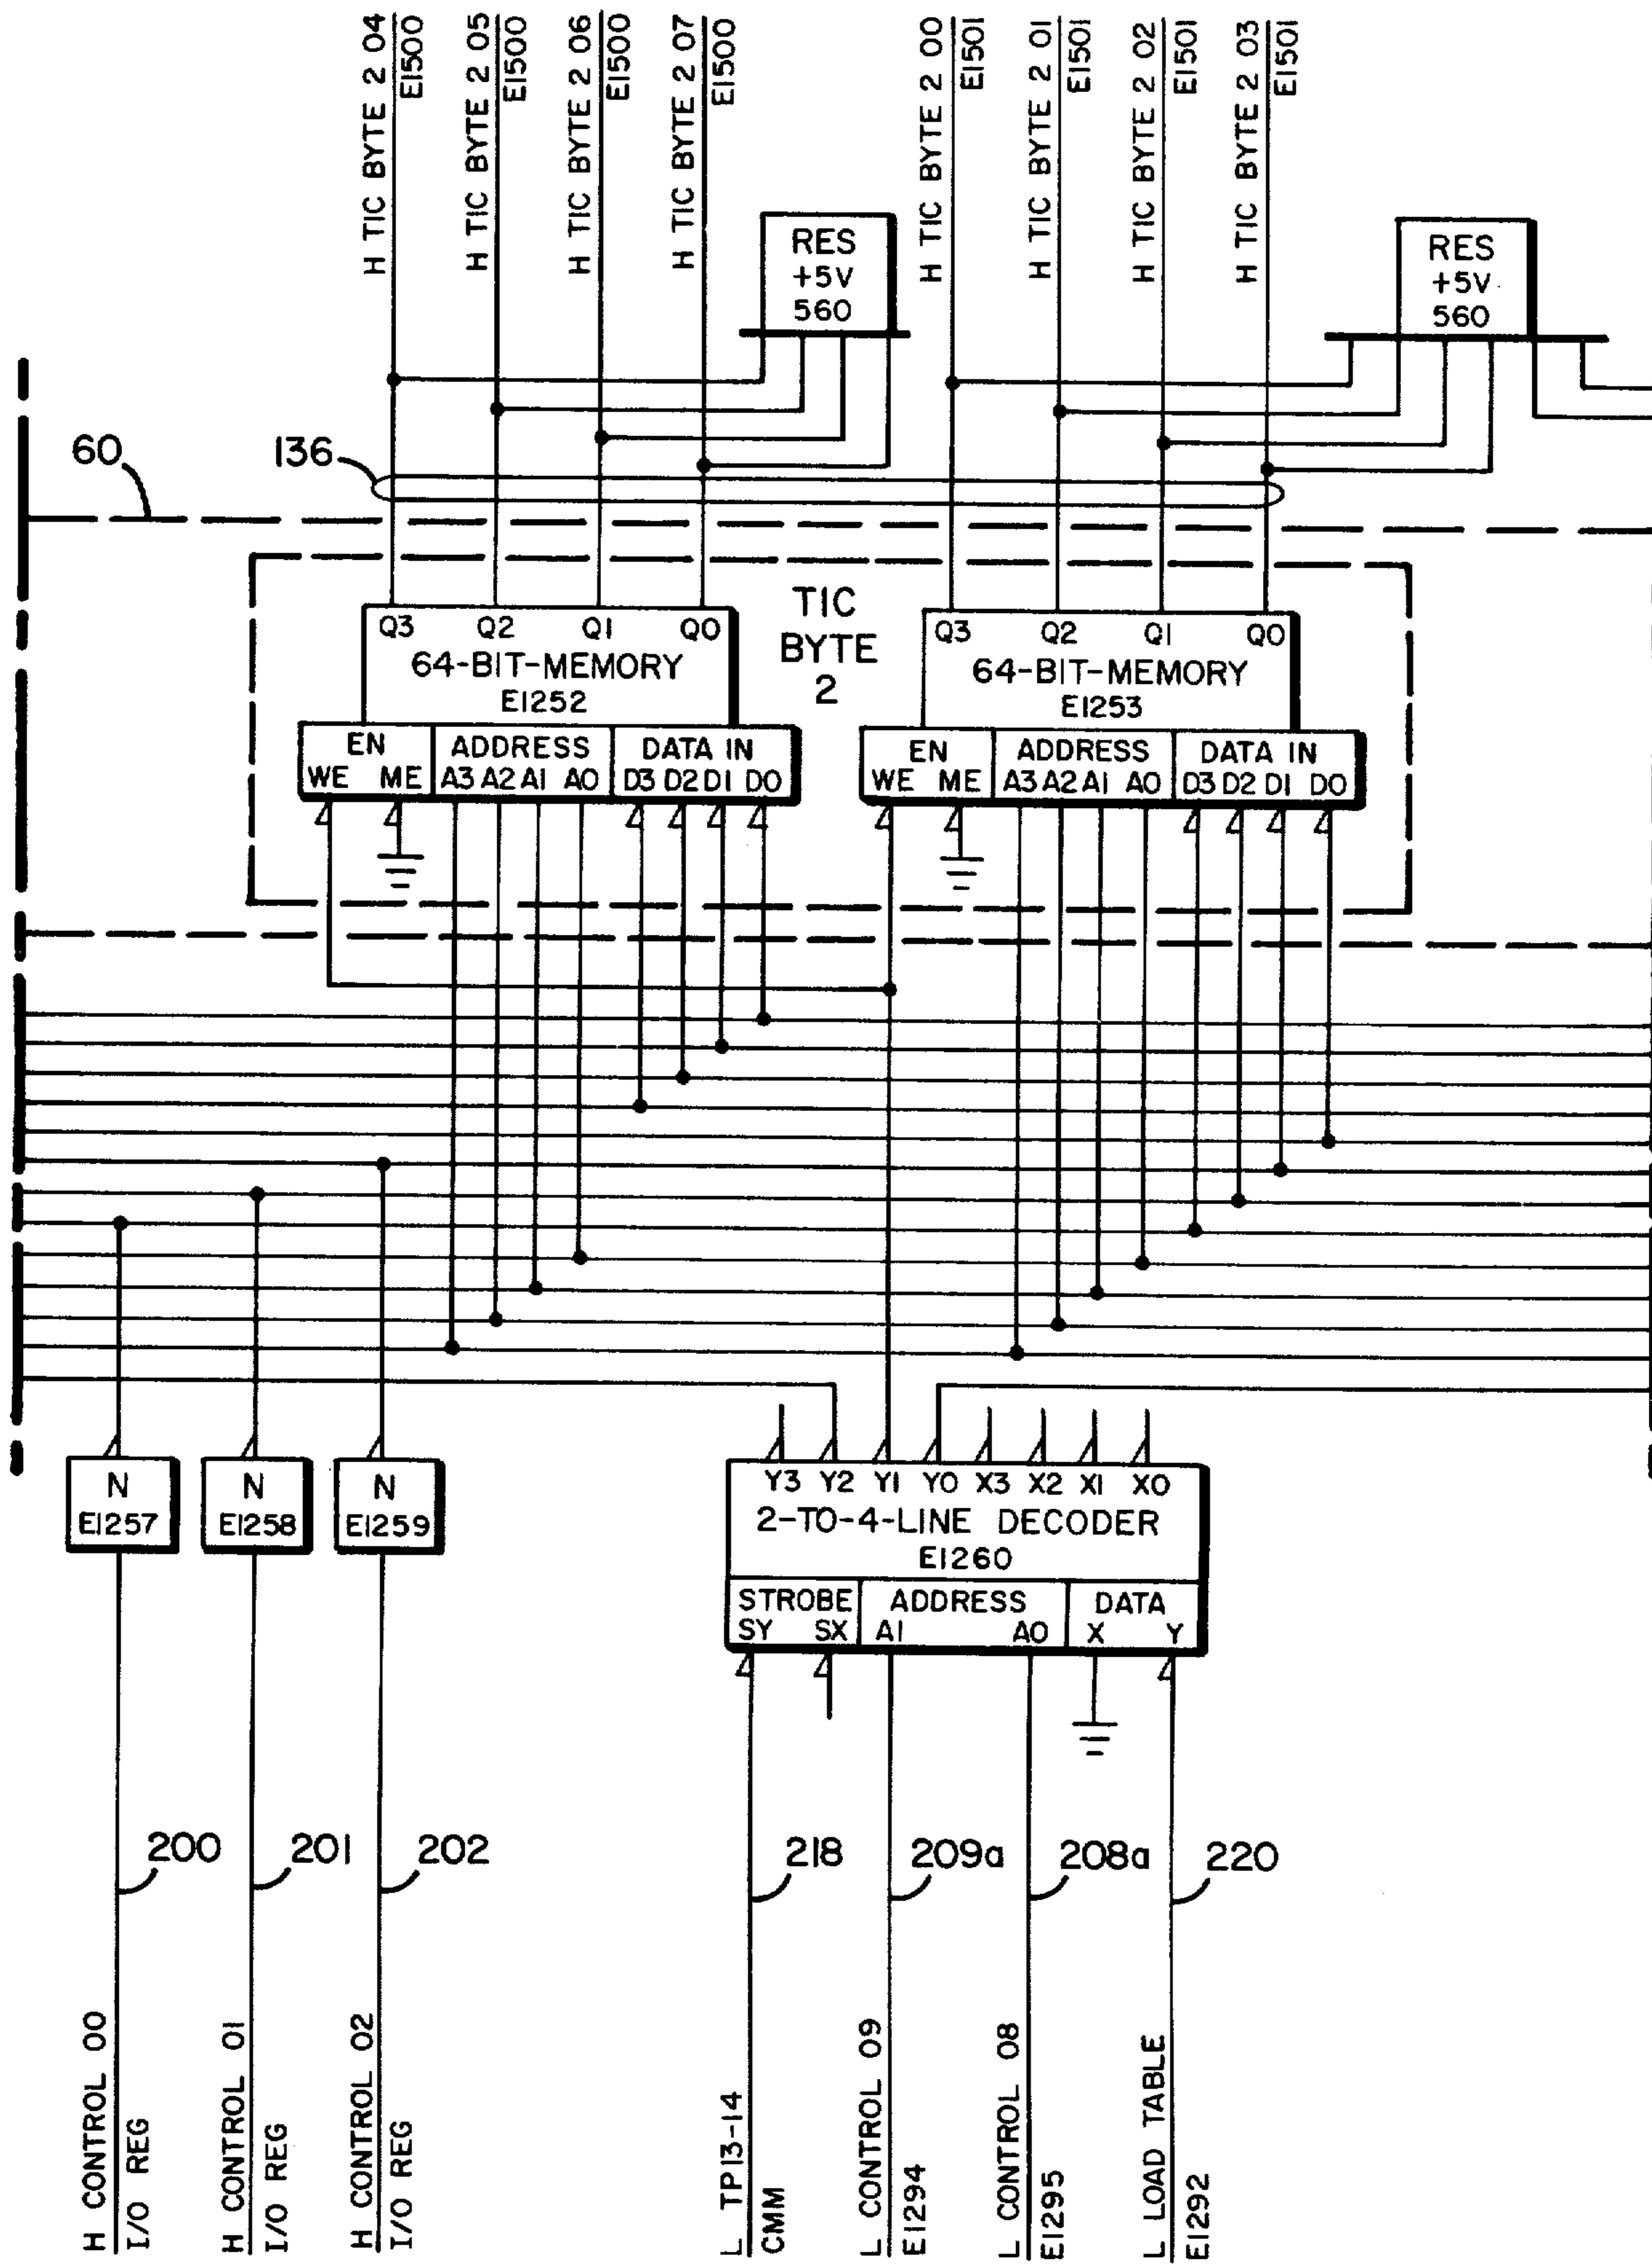 H TIC BYTE 2 04
E1500
H TIC BYTE 2 05
E1500
H TIC BYTE 2 06
E1500
H TIC BYTE 2 07
E1500
H TIC BYTE 2 00
E1501
H TIC BYTE 2 01
E1501
H TIC BYTE 2 02
E1501
H TIC BYTE 2 03
E1501
RES
+5V
560
RES
+5V
560
60
136
TIC
BYTE
2
Q3 Q2 Q1 Q0
64-BIT-MEMORY
E1252
EN ADDRESS DATA IN
WE ME A3 A2 A1 A0 D3 D2 D1 D0
Q3 Q2 Q1 Q0
64-BIT-MEMORY
E1253
EN ADDRESS DATA IN
WE ME A3 A2 A1 A0 D3 D2 D1 D0
N
E1257
N
E1258
N
E1259
Y3 Y2 Y1 Y0 X3 X2 X1 X0
2-TO-4-LINE DECODER
E1260
STROBE ADDRESS DATA
SY SX A1 A0 X Y
200
201
202
218
209a
208a
220
H CONTROL 00
I/O REG
H CONTROL 01
I/O REG
H CONTROL 02
I/O REG
L TP13-14
CMM
L CONTROL 09
E1294
L CONTROL 08
E1295
L LOAD TABLE
E1292